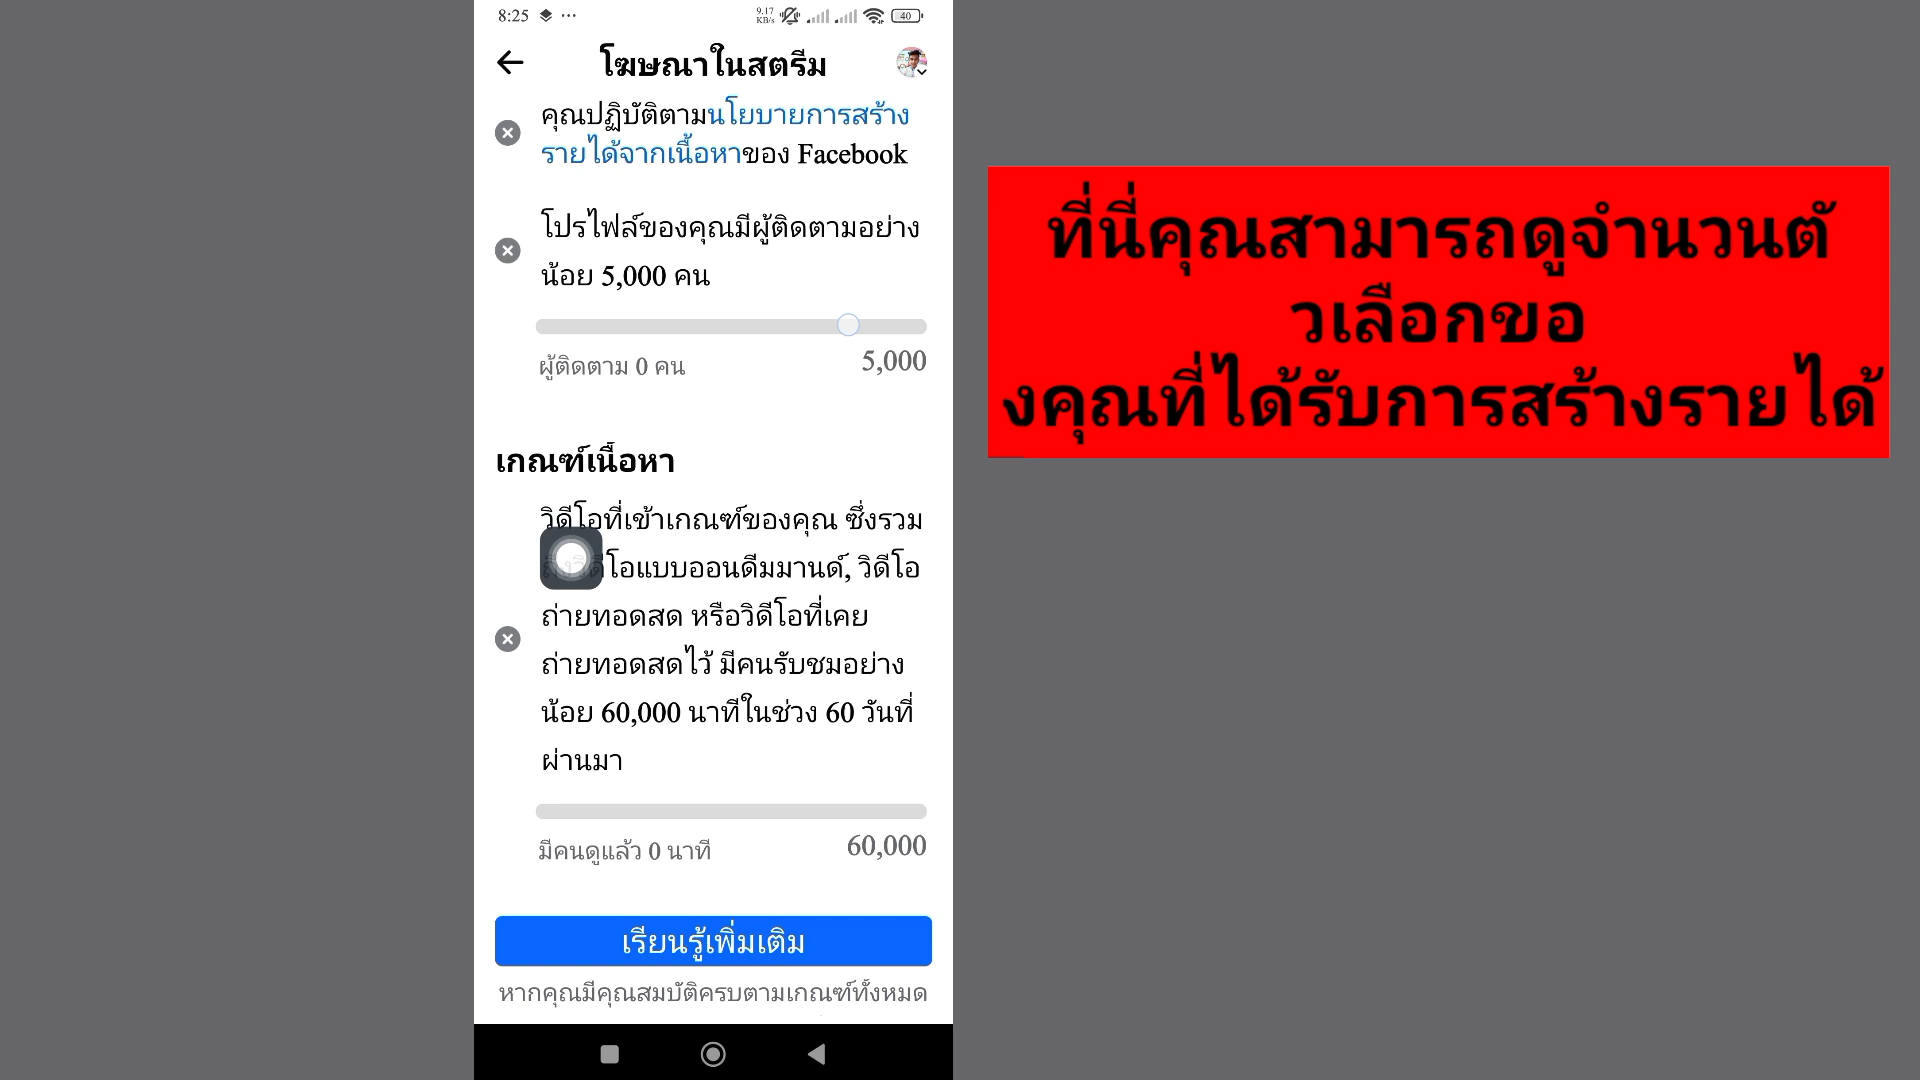 8:25
9.17 KB/s
40
โฆษณาในสตรีม
คุณปฏิบัติตามนโยบายการสร้าง
รายได้จากเนื้อหาของ Facebook
โปรไฟล์ของคุณมีผู้ติดตามอย่าง
น้อย 5,000 คน
ผู้ติดตาม 0 คน
5,000
เกณฑ์เนื้อหา
วิดีโอที่เข้าเกณฑ์ของคุณ ซึ่งรวม
ถึงวิดีโอแบบออนดีมมานด์, วิดีโอ
ถ่ายทอดสด หรือวิดีโอที่เคย
ถ่ายทอดสดไว้ มีคนรับชมอย่าง
น้อย 60,000 นาทีในช่วง 60 วันที่
ผ่านมา
มีคนดูแล้ว 0 นาที
60,000
เรียนรู้เพิ่มเติม
หากคุณมีคุณสมบัติครบตามเกณฑ์ทั้งหมด
ที่นี่คุณสามารถดูจำนวนตั
วเลือกขอ
งคุณที่ได้รับการสร้างรายได้